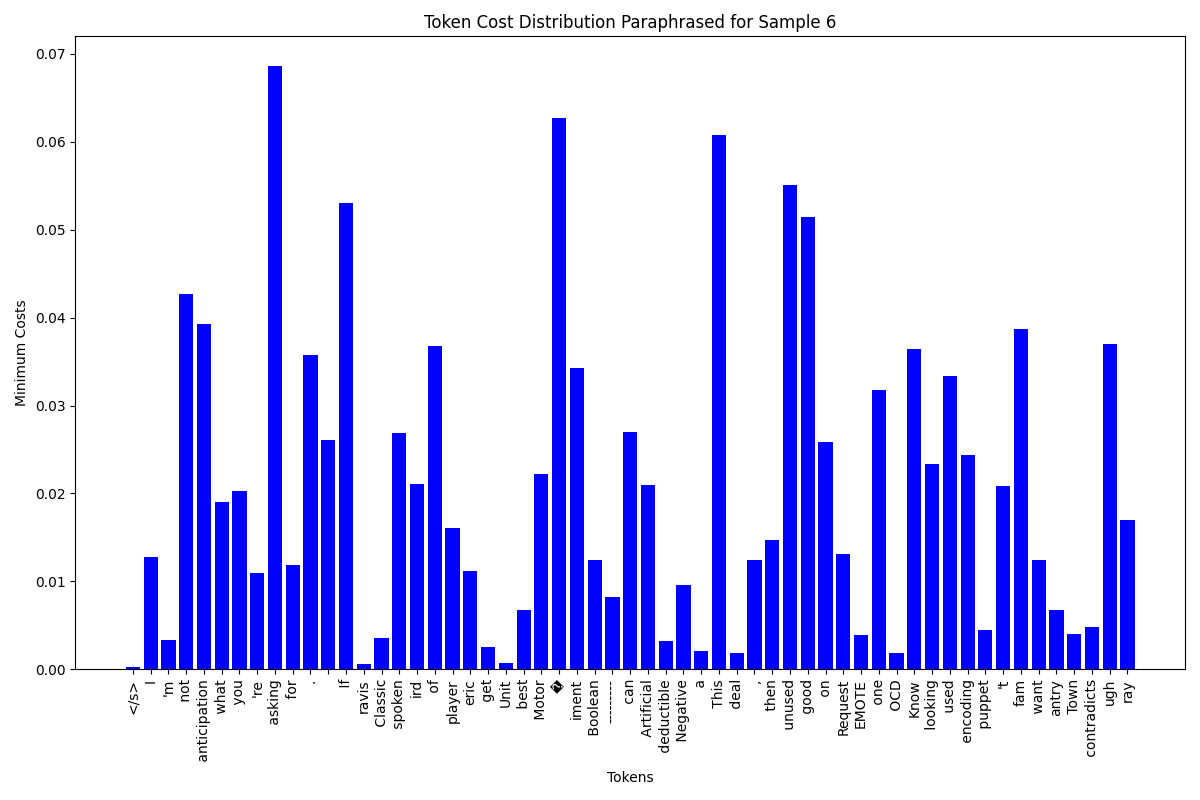 Token Cost Distribution Paraphrased for Sample 6
Minimum Costs
0.07
0.06
0.05
0.04
0.03
0.02
0.01
0.00
</s>
I
'm
not
anticipation
what
you
're
asking
for
.
If
ravis
Classic
spoken
ird
of
player
eric
get
Unit
best
Motor
�
iment
Boolean
---------
can
Artificial
deductible
Negative
a
This
deal
,
then
unused
good
on
Request
EMOTE
one
OCD
Know
looking
used
encoding
puppet
't
fam
want
antry
Town
contradicts
ugh
ray
Tokens